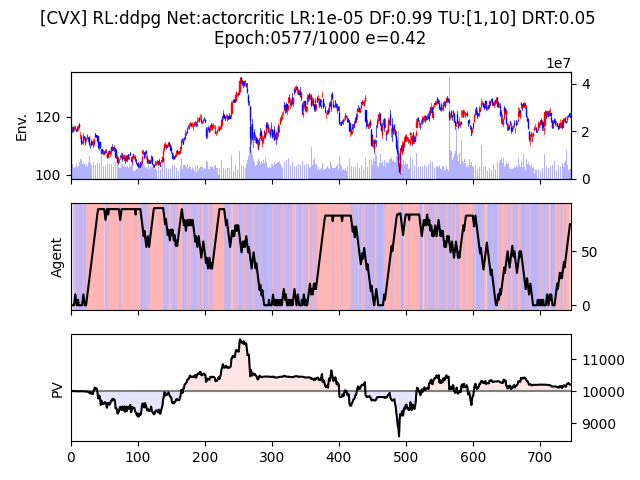 [CVX] RL:ddpg Net:actorcritic LR:1e-05 DF:0.99 TU:[1,10] DRT:0.05
Epoch:0577/1000 e=0.42
1e7
Env.
120
100
4
2
0
Agent
50
0
PV
11000
10000
9000
0 100 200 300 400 500 600 700